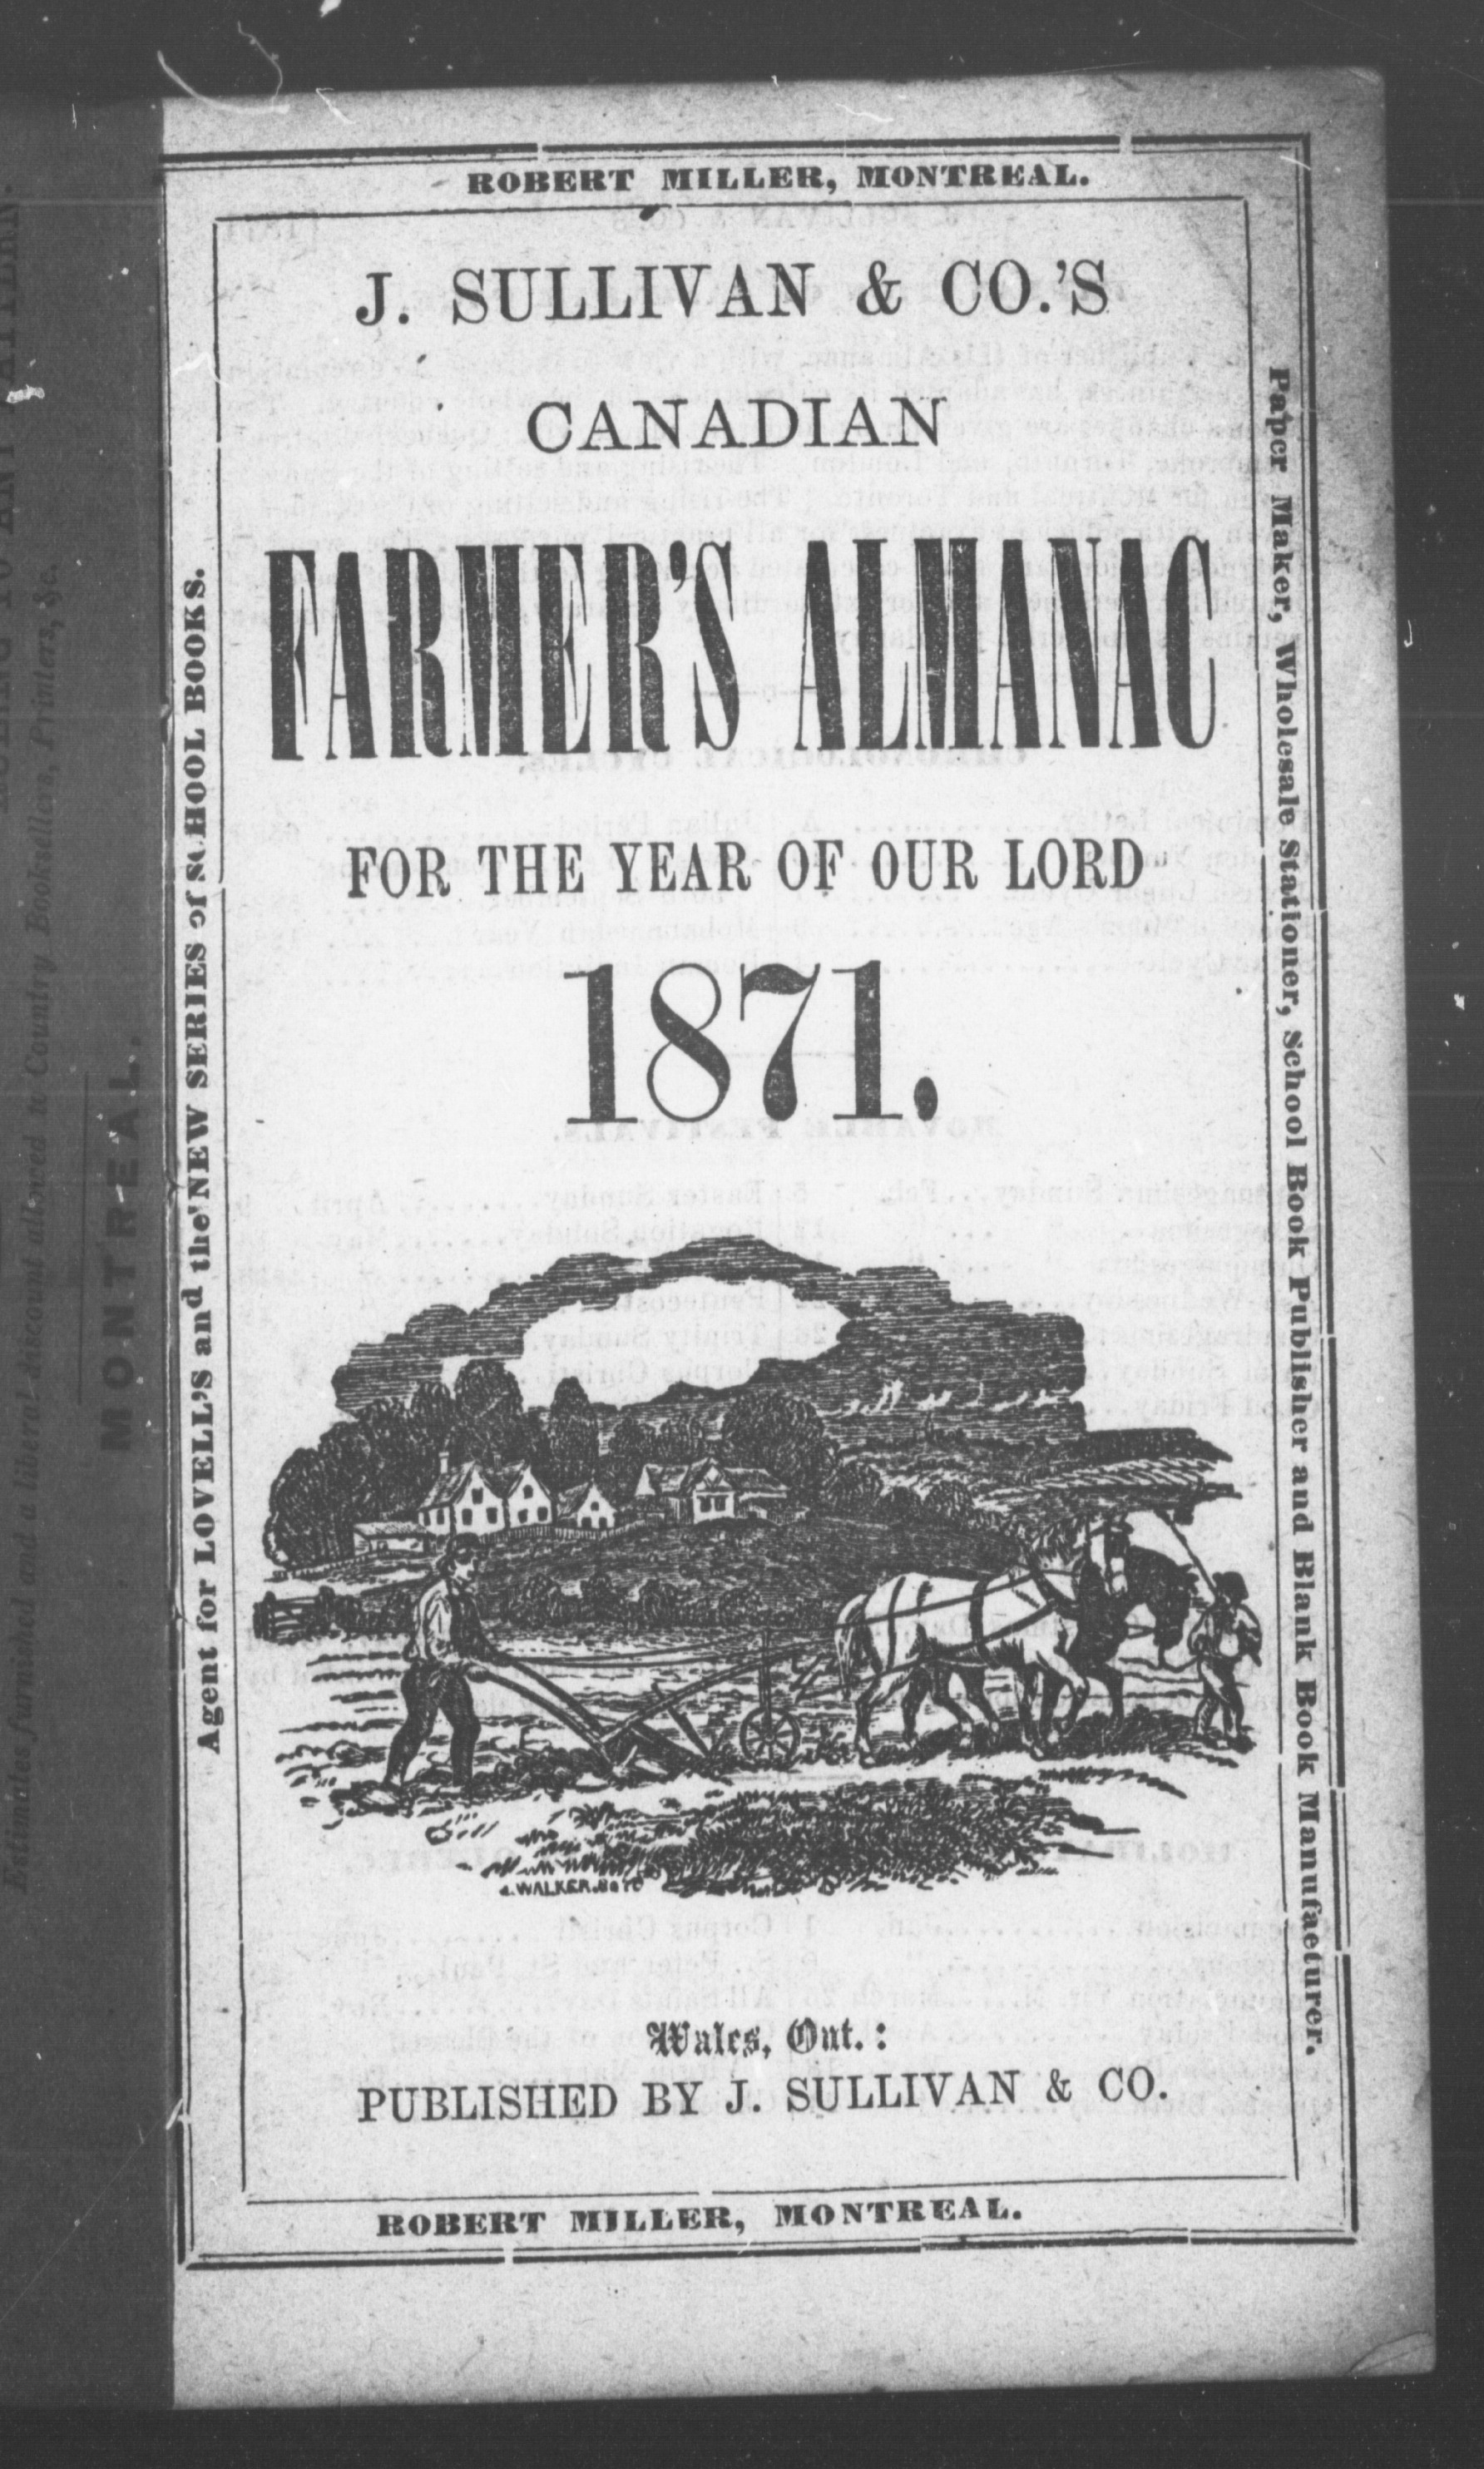 ROBERT MILLER, MONTREAL.
J. SULLIVAN & CO.'S
CANADIAN
FARMER'S ALMANAC
FOR THE YEAR OF OUR LORD
1871.
Wales, Ont. :
PUBLISHED BY J. SULLIVAN & CO.
ROBERT MILLER, MONTREAL.
Agent for LOVELL'S and the NEW SERIES of SCHOOL BOOKS.
Paper Maker, Wholesale Stationer, School Book Publisher and Blank Book Manufacturer.
MONTREAL.
Estimates furnished and a liberal discount allowed to Country Booksellers, Printers, &c.